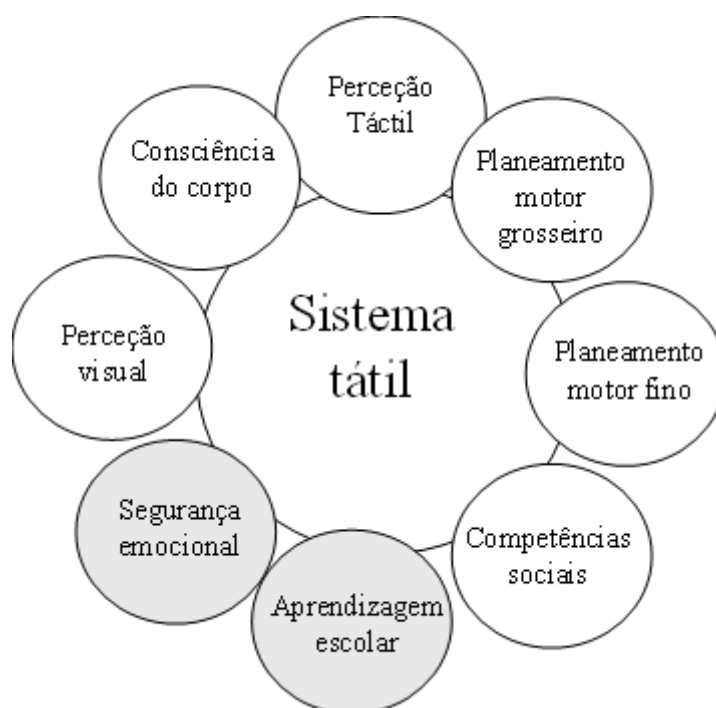 Perceção
Táctil
Planeamento
motor
grosseiro
Planeamento
motor fino
Competências
sociais
Aprendizagem
escolar
Segurança
emocional
Perceção
visual
Consciência
do corpo
Sistema
tátil